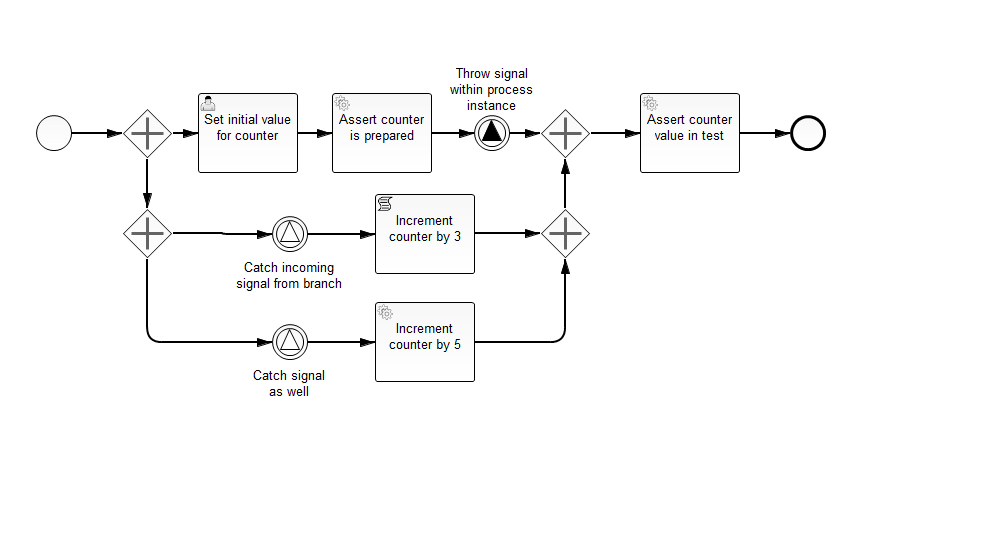 Throw signal
within process
instance
Set initial value
for counter
Assert counter
is prepared
Assert counter
value in test
Increment
counter by 3
Catch incoming
signal from branch
Increment
counter by 5
Catch signal
as well